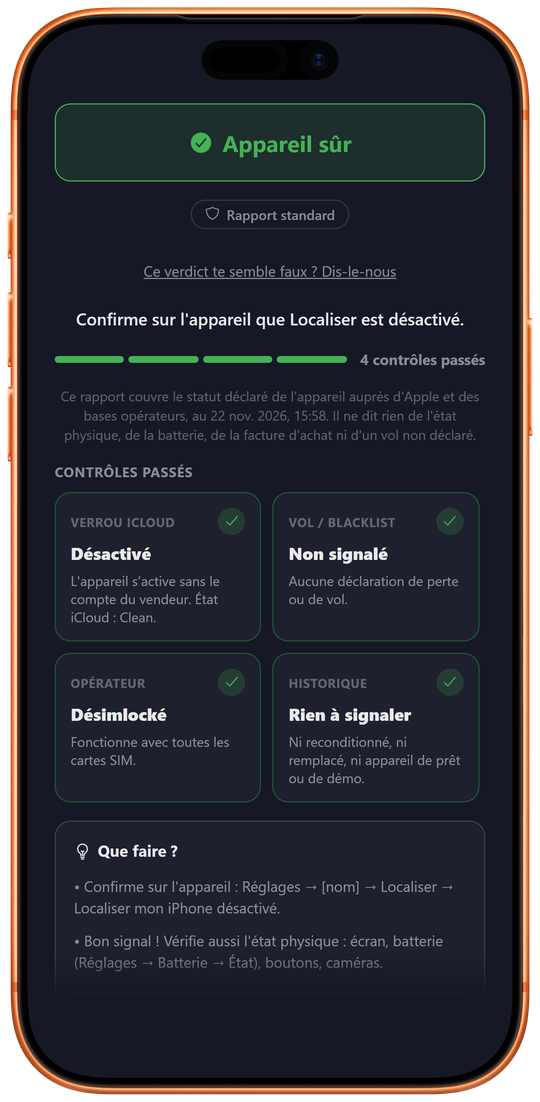 Appareil sûr
Rapport standard
Ce verdict te semble faux ? Dis-le-nous
Confirme sur l'appareil que Localiser est désactivé.
4 contrôles passés
Ce rapport couvre le statut déclaré de l'appareil auprès d'Apple et des
bases opérateurs, au 22 nov. 2026, 15:58. Il ne dit rien de l'état
physique, de la batterie, de la facture d'achat ni d'un vol non déclaré.
CONTRÔLES PASSÉS
VERROU ICLOUD
Désactivé
L'appareil s'active sans le
compte du vendeur. État
iCloud : Clean.
VOL / BLACKLIST
Non signalé
Aucune déclaration de perte
ou de vol.
OPÉRATEUR
Désimlocké
Fonctionne avec toutes les
cartes SIM.
HISTORIQUE
Rien à signaler
Ni reconditionné, ni
remplacé, ni appareil de prêt
ou de démo.
Que faire ?
• Confirme sur l'appareil : Réglages → [nom] → Localiser →
Localiser mon iPhone désactivé.
• Bon signal ! Vérifie aussi l'état physique : écran, batterie
(Réglages → Batterie → État), boutons, caméras.